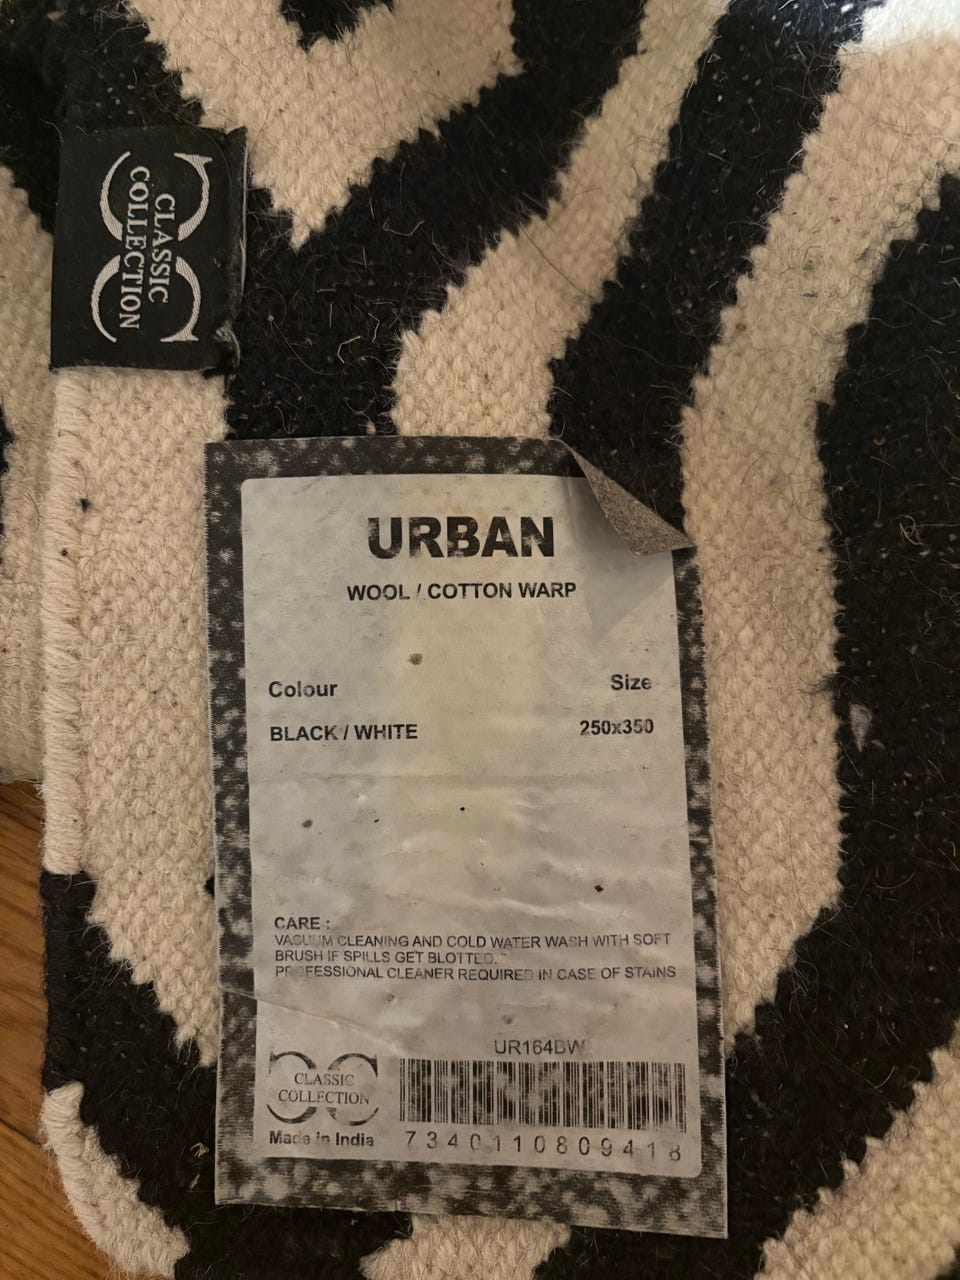 CLASSIC
COLLECTION
URBAN
WOOL / COTTON WARP
Colour Size
BLACK / WHITE 250x350
CARE :
VACUUM CLEANING AND COLD WATER WASH WITH SOFT
BRUSH IF SPILLS GET BLOTTED.
PROFESSIONAL CLEANER REQUIRED IN CASE OF STAINS
UR164BW
CLASSIC
COLLECTION
Made in India
7340110809418